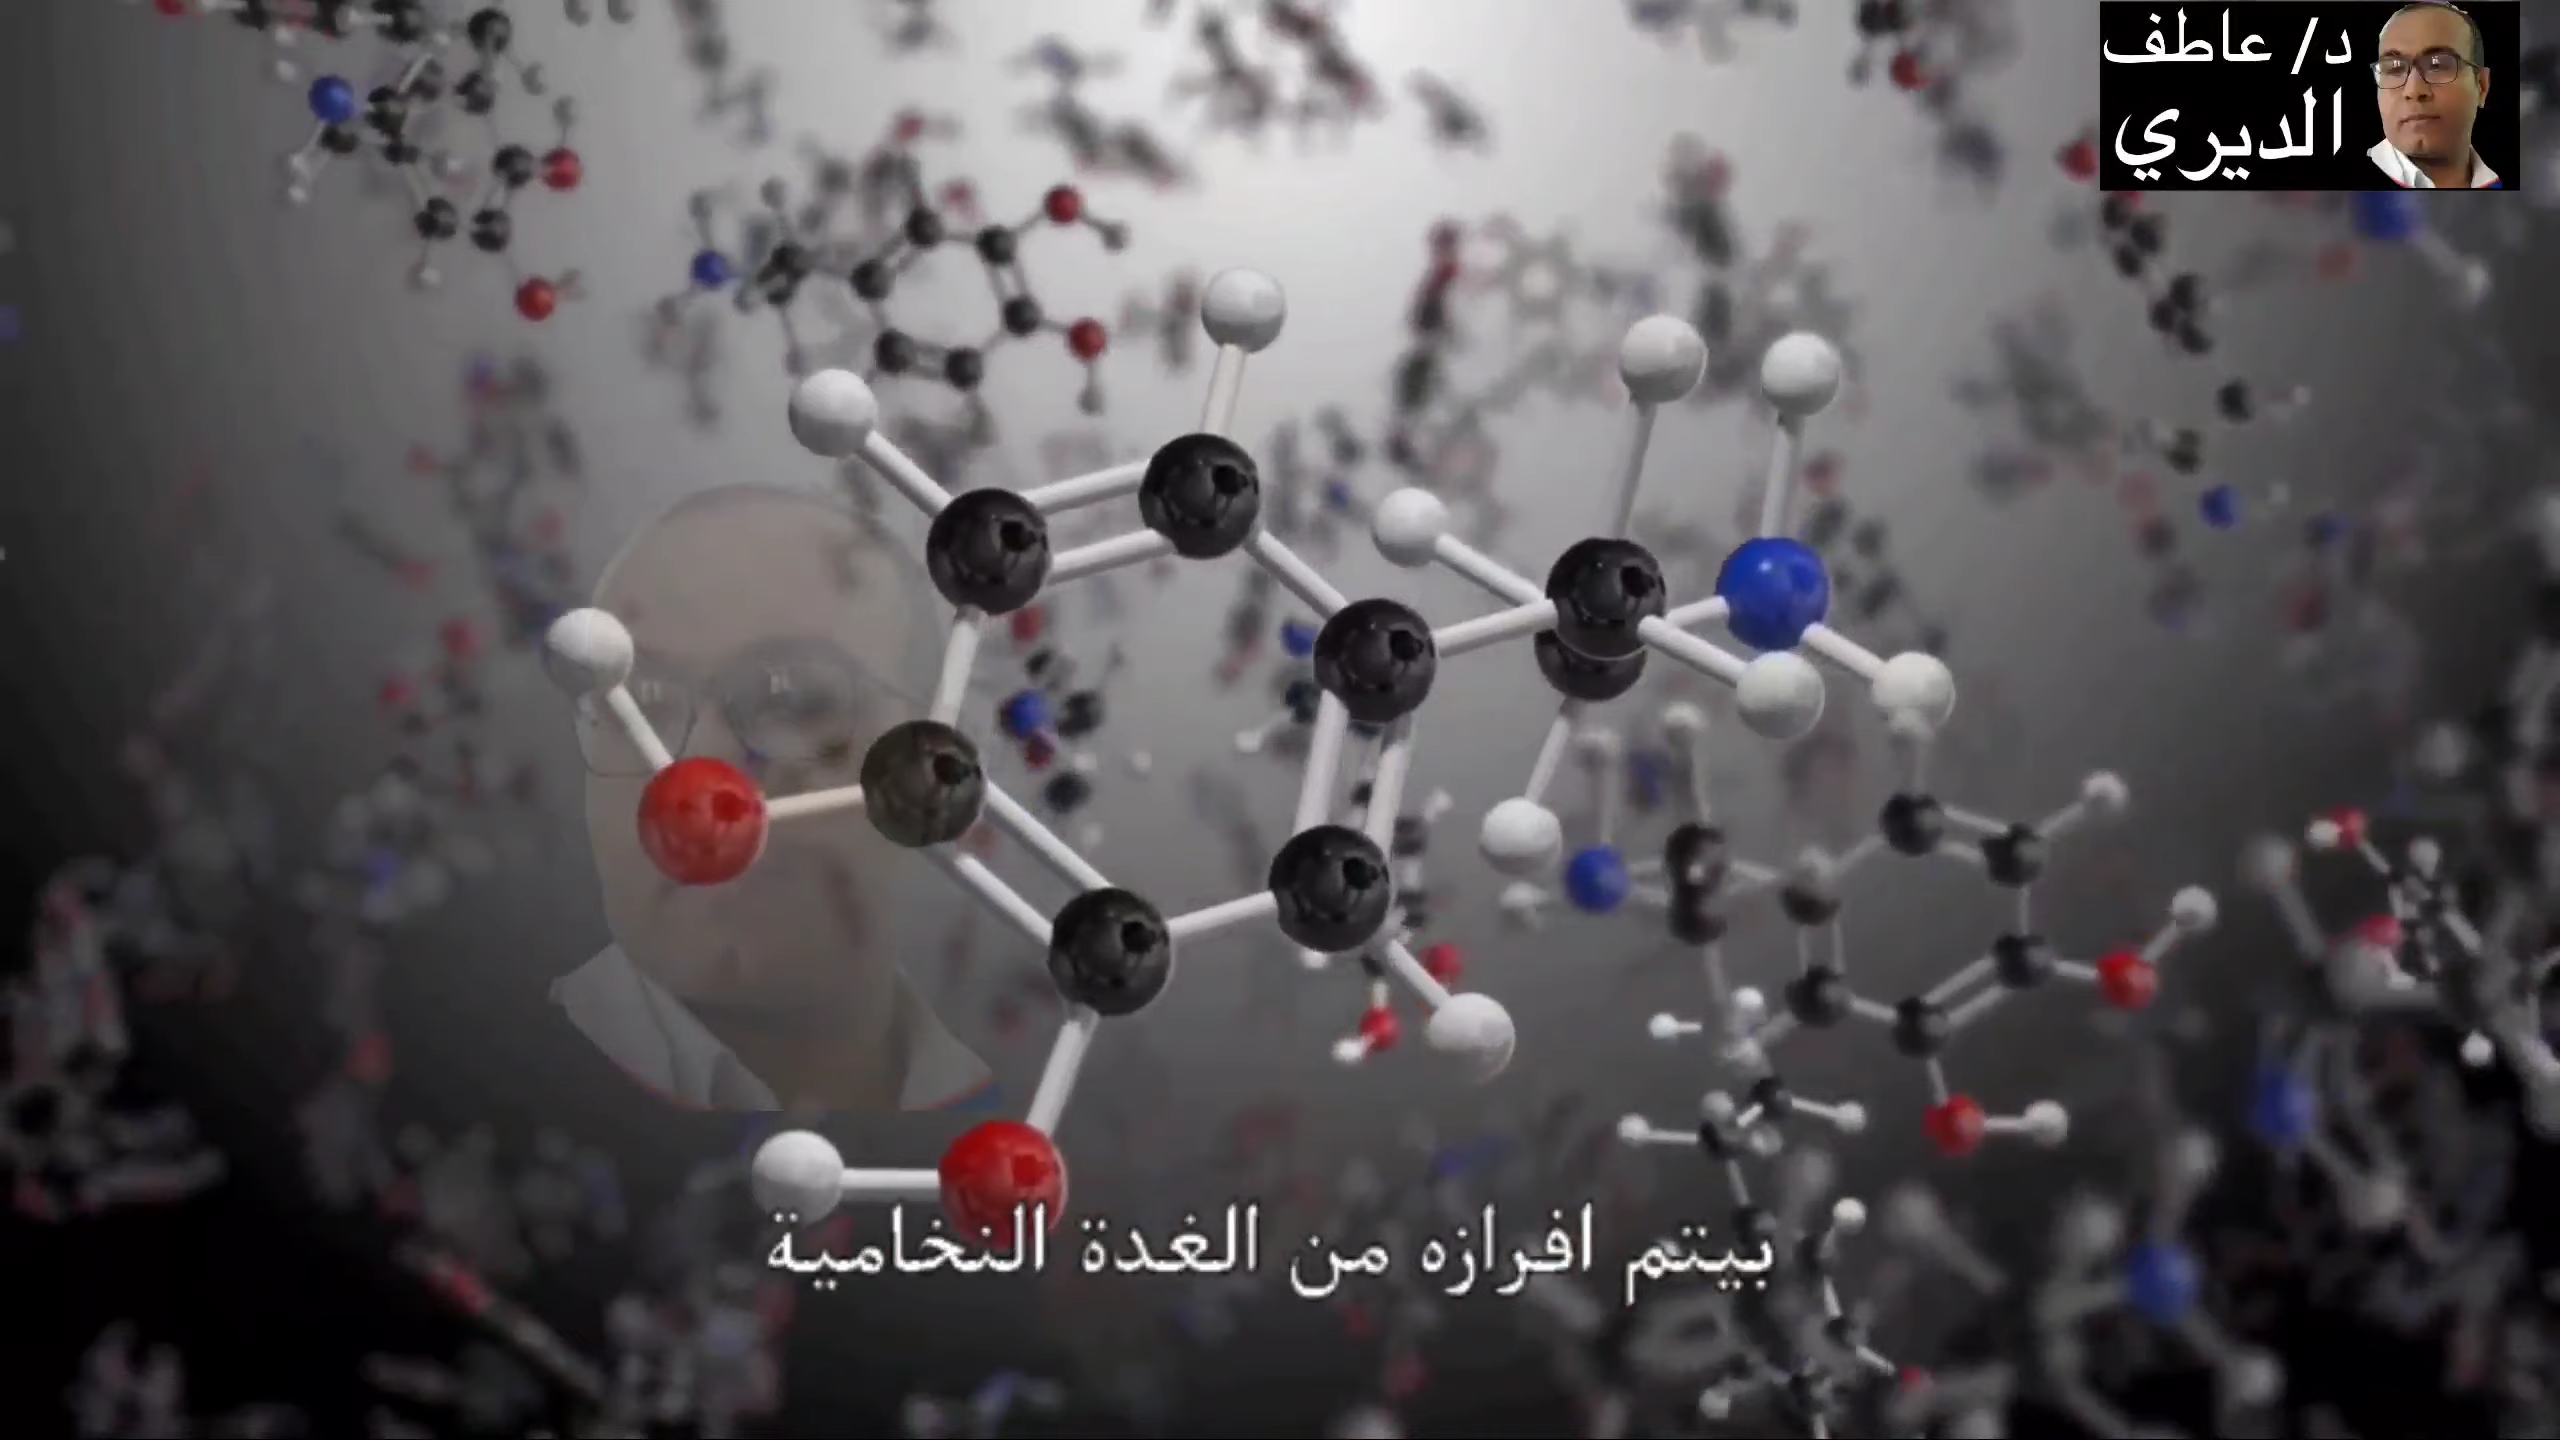 د/ عاطف
الديري
بيتم افرازه من الغدة النخامية